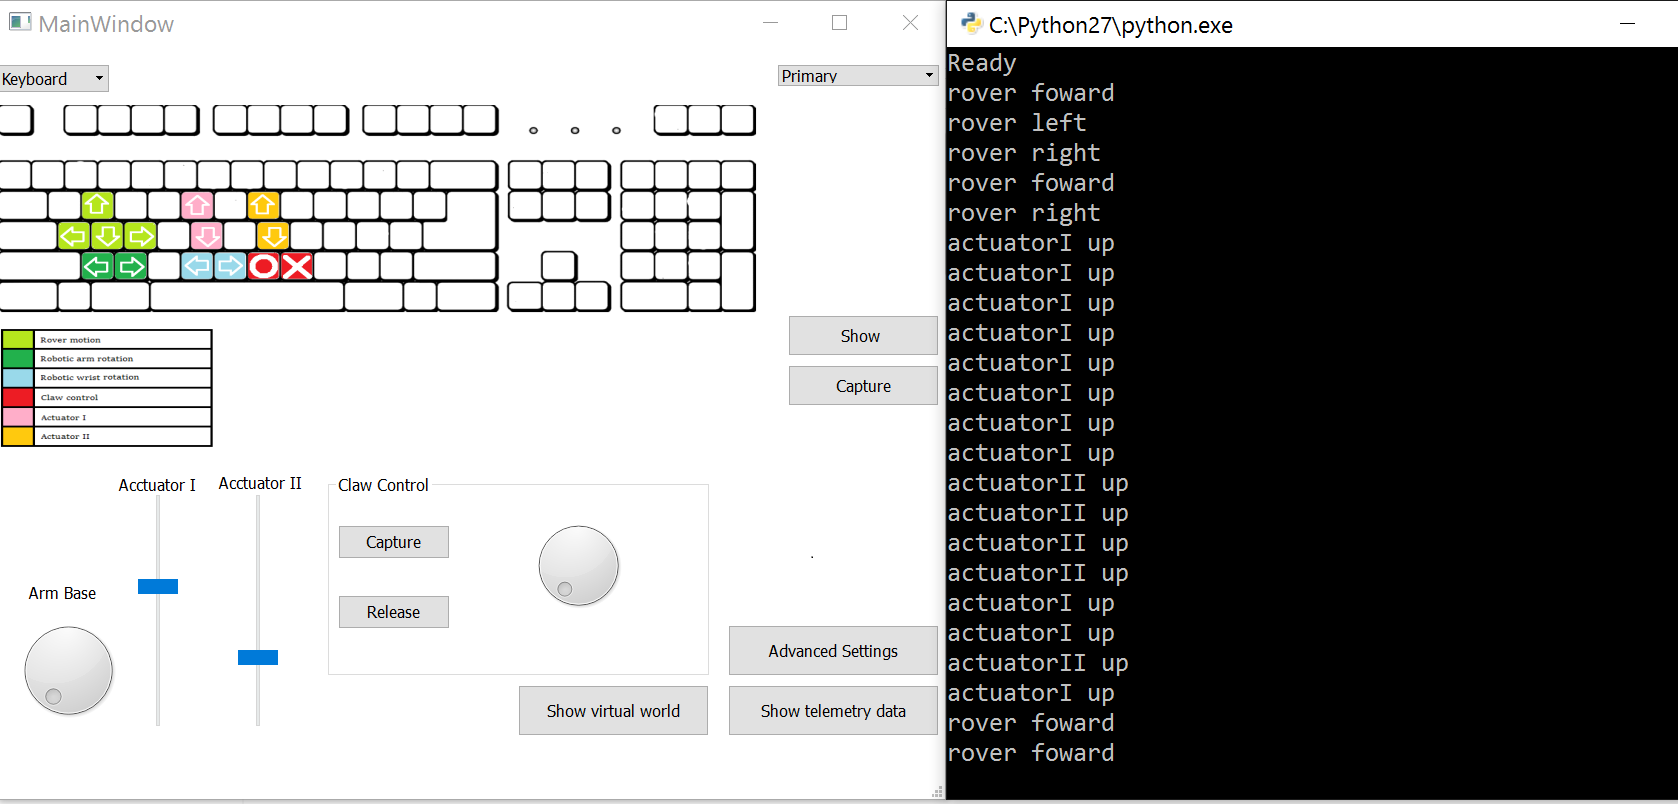 MainWindow
Keyboard
Primary
Show
Capture
Rover motion
Robotic arm rotation
Robotic wrist rotation
Claw control
Actuator I
Actuator II
Acctuator I
Acctuator II
Claw Control
Capture
Arm Base
Release
Advanced Settings
Show virtual world
Show telemetry data
C:\Python27\python.exe
Ready
rover foward
rover left
rover right
rover foward
rover right
actuatorI up
actuatorI up
actuatorI up
actuatorI up
actuatorI up
actuatorI up
actuatorI up
actuatorI up
actuatorII up
actuatorII up
actuatorII up
actuatorII up
actuatorI up
actuatorI up
actuatorII up
actuatorI up
rover foward
rover foward